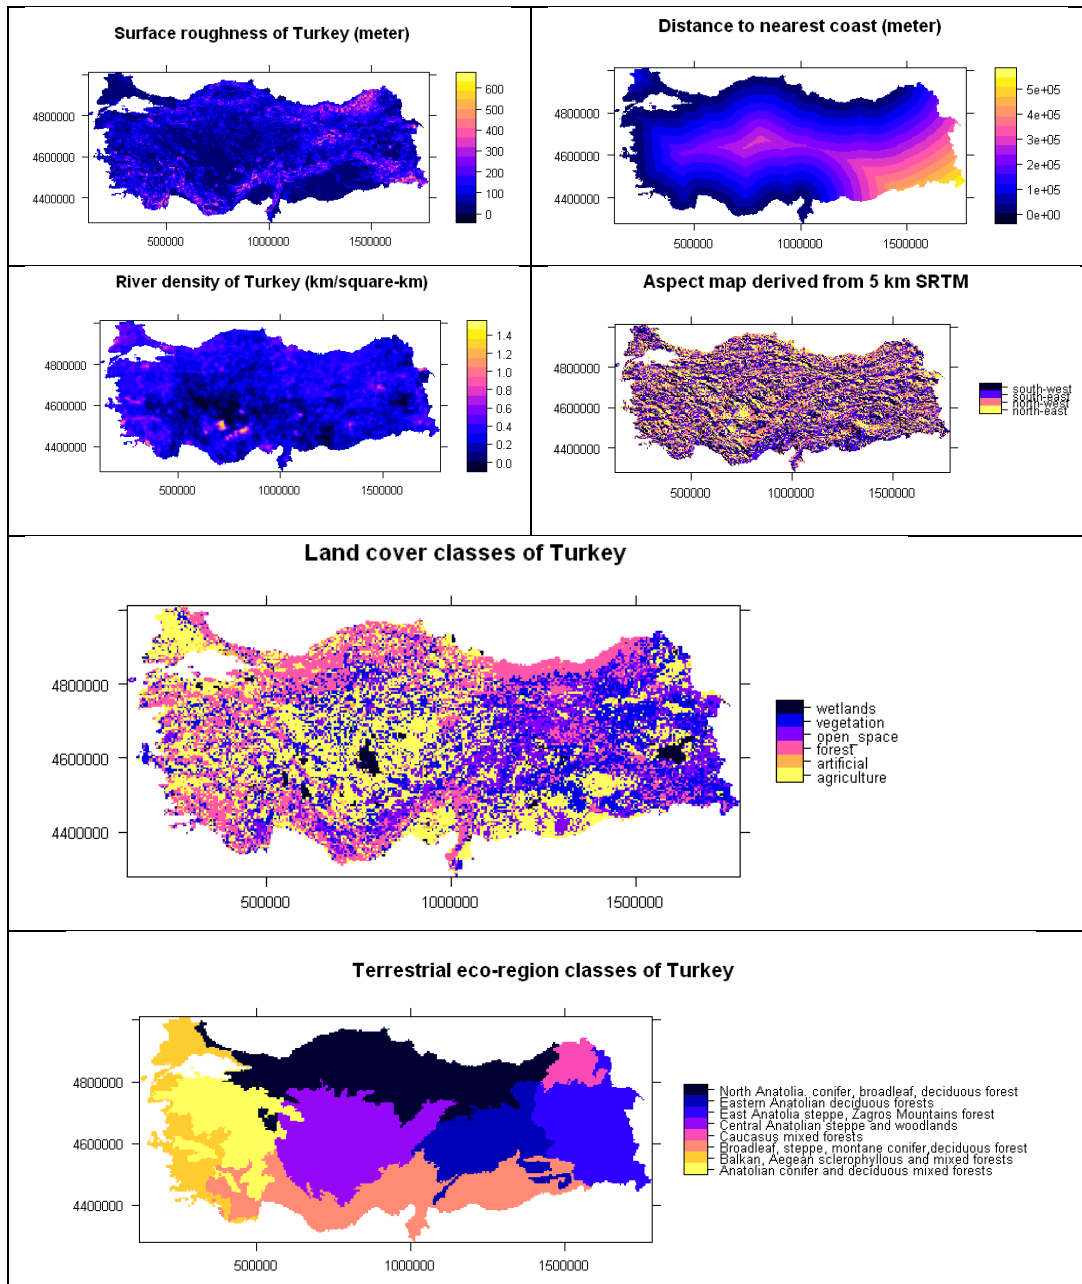 Surface roughness of Turkey (meter)
4800000
4600000
4400000
500000
1000000
1500000
600
500
400
300
200
100
0
Distance to nearest coast (meter)
4800000
4600000
4400000
500000
1000000
1500000
5e+05
4e+05
3e+05
2e+05
1e+05
0e+00
River density of Turkey (km/square-km)
4800000
4600000
4400000
500000
1000000
1500000
1.4
1.2
1.0
0.8
0.6
0.4
0.2
0.0
Aspect map derived from 5 km SRTM
4800000
4600000
4400000
500000
1000000
1500000
south-west
south-east
north-west
north-east
Land cover classes of Turkey
4800000
4600000
4400000
500000
1000000
1500000
wetlands
vegetation
open_space
forest
artificial
agriculture
Terrestrial eco-region classes of Turkey
4800000
4600000
4400000
500000
1000000
1500000
North Anatolia. conifer, broadleaf, deciduous forest
Eastern Anatolian deciduous forests
East Anatolia steppe, Zagros Mountains forest
Central Anatolian steppe and woodlands
Caucasus mixed forests
Broadleaf, steppe, montane conifer,deciduous forest
Balkan, Aegean sclerophyllous and mixed forests
Anatolian conifer and deciduous mixed forests